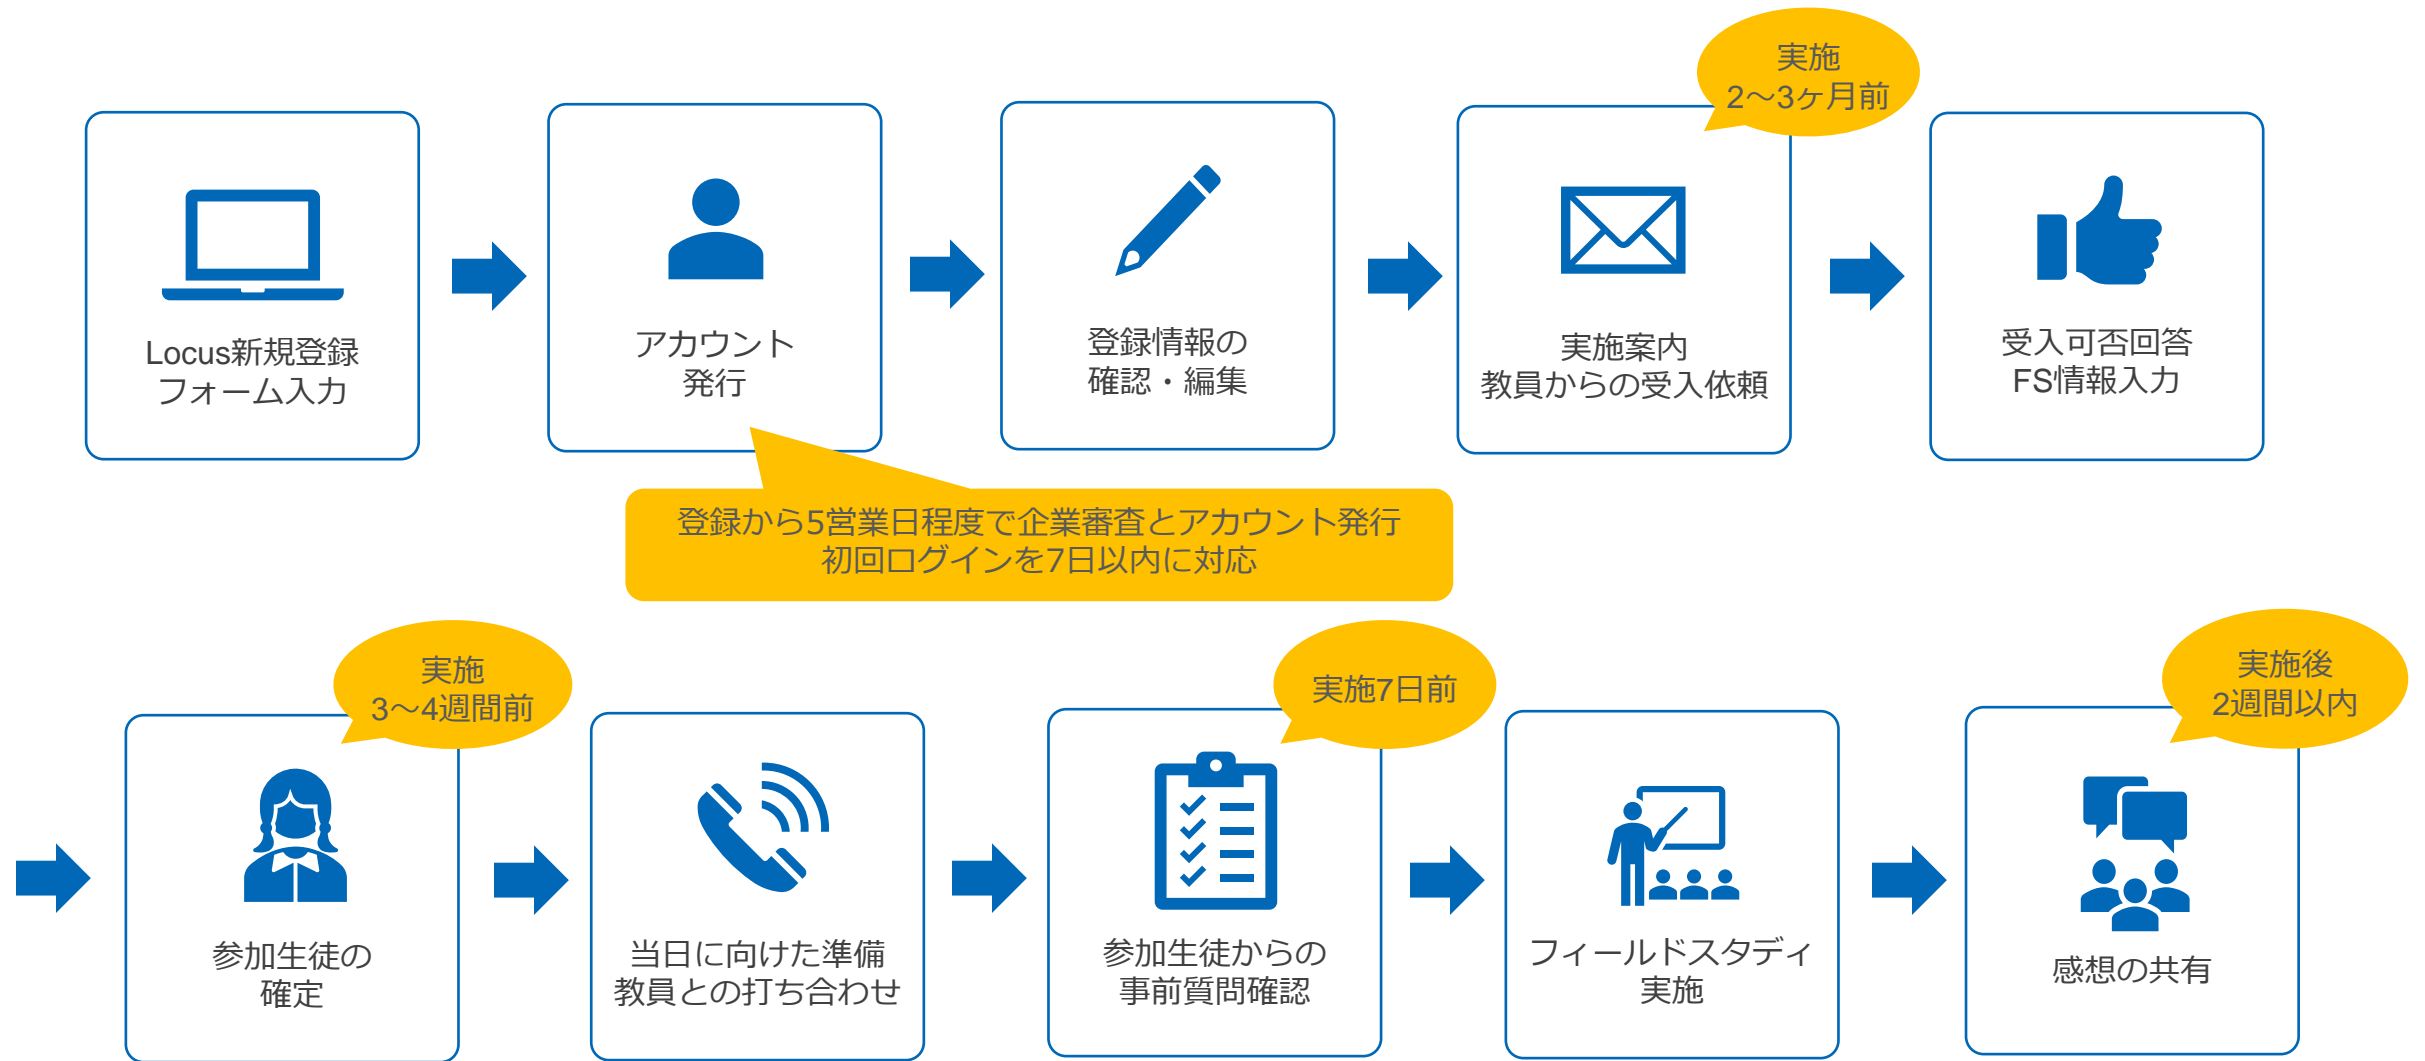 実施
2〜3ヶ月前
Locus新規登録
フォーム入力
アカウント
発行
登録情報の
確認・編集
実施案内
教員からの受入依頼
受入可否回答
FS情報入力
登録から5営業日程度で企業審査とアカウント発行
初回ログインを7日以内に対応
実施
3〜4週間前
実施7日前
実施後
2週間以内
参加生徒の
確定
当日に向けた準備
教員との打ち合わせ
参加生徒からの
事前質問確認
フィールドスタディ
実施
感想の共有